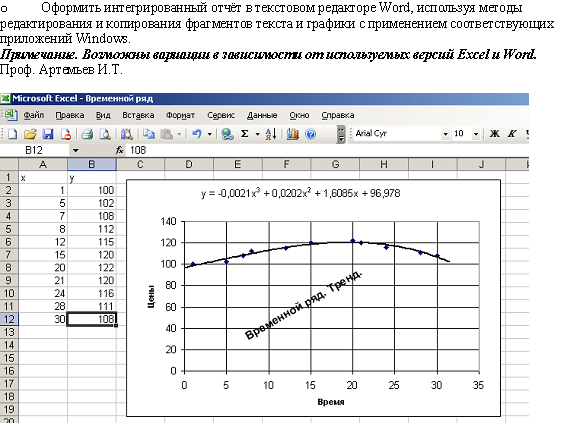 o Оформить интегрированный отчёт в текстовом редакторе Word, используя методы
редактирования и копирования фрагментов текста и графики с применением соответствующих
приложений Windows.
Примечание. Возможны вариации в зависимости от используемых версий Excel и Word.
Проф. Артемьев И.Т.
Microsoft Excel - Временной ряд
Файл Правка Вид Вставка Формат Сервис Данные Окно Справка
Arial Cyr 10 Ж К
B12 fx 108
A B C D E F G H I J
1 x y
2 1 100
3 5 102
4 7 108
5 8 112
6 12 115
7 15 120
8 20 122
9 21 120
10 24 116
11 28 111
12 30 108
13
14
15
16
17
18
19
20
y = -0,0021x³ + 0,0202x² + 1,6085x + 96,978
140
120
100
80
60
40
20
0
Цены
Временной ряд. Тренд.
0 5 10 15 20 25 30 35
Время